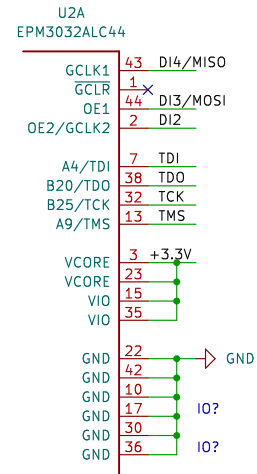 U2A
EPM3032ALC44
GCLK1 43 DI4/MISO
GCLR 1
OE1 44 DI3/MOSI
OE2/GCLK2 2 DI2
A4/TDI 7 TDI
B20/TDO 38 TDO
B25/TCK 32 TCK
A9/TMS 13 TMS
VCORE 3 +3.3V
VCORE 23
VIO 15
VIO 35
GND 22 GND
GND 42
GND 10
GND 17 IO?
GND 30
GND 36 IO?